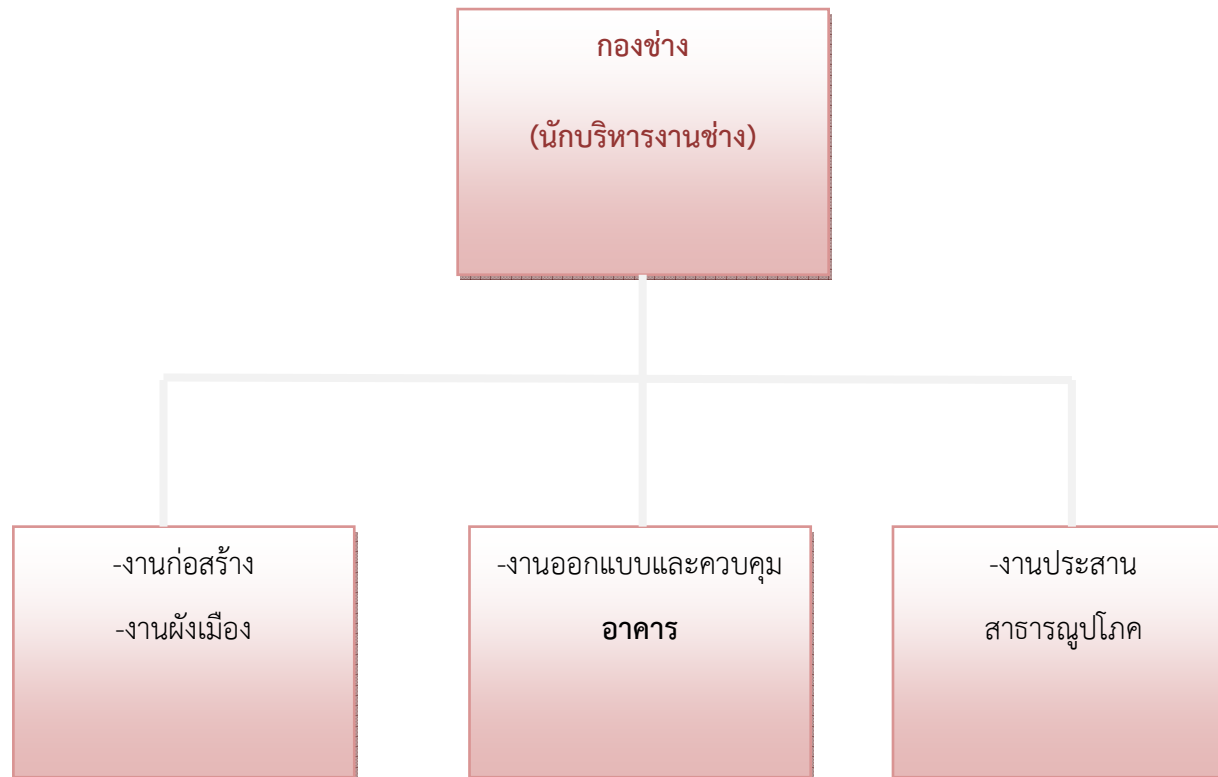 กองช่าง
(นักบริหารงานช่าง)
-งานก่อสร้าง
-งานผังเมือง
-งานออกแบบและควบคุม
อาคาร
-งานประสาน
สาธารณูปโภค